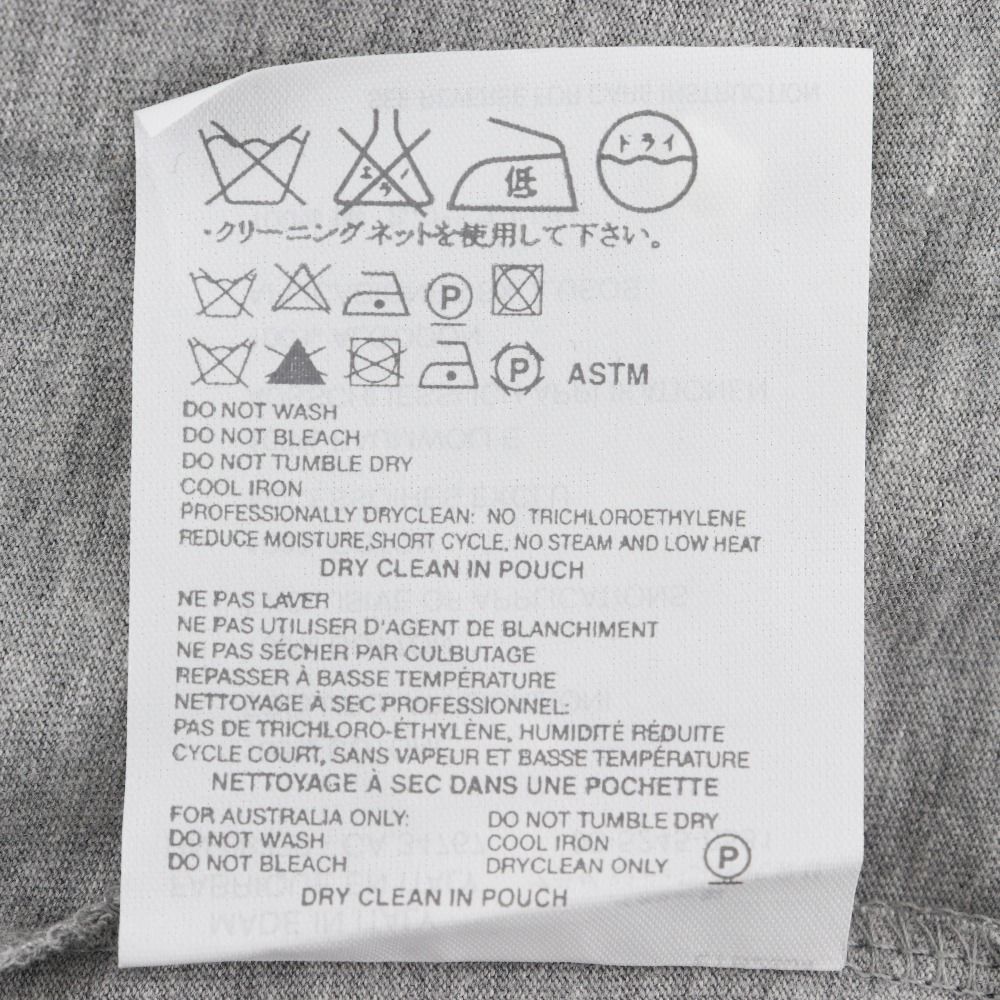 ドライ
エンソ
低
・クリーニングネットを使用して下さい。
P
P ASTM
DO NOT WASH
DO NOT BLEACH
DO NOT TUMBLE DRY
COOL IRON
PROFESSIONALLY DRYCLEAN: NO TRICHLOROETHYLENE
REDUCE MOISTURE,SHORT CYCLE, NO STEAM AND LOW HEAT
DRY CLEAN IN POUCH
NE PAS LAVER
NE PAS UTILISER D'AGENT DE BLANCHIMENT
NE PAS SÉCHER PAR CULBUTAGE
REPASSER À BASSE TEMPÉRATURE
NETTOYAGE À SEC PROFESSIONNEL:
PAS DE TRICHLORO-ÉTHYLÈNE, HUMIDITÉ RÉDUITE
CYCLE COURT, SANS VAPEUR ET BASSE TEMPÉRATURE
NETTOYAGE À SEC DANS UNE POCHETTE
FOR AUSTRALIA ONLY:
DO NOT WASH
DO NOT BLEACH
DO NOT TUMBLE DRY
COOL IRON
DRYCLEAN ONLY
P
DRY CLEAN IN POUCH